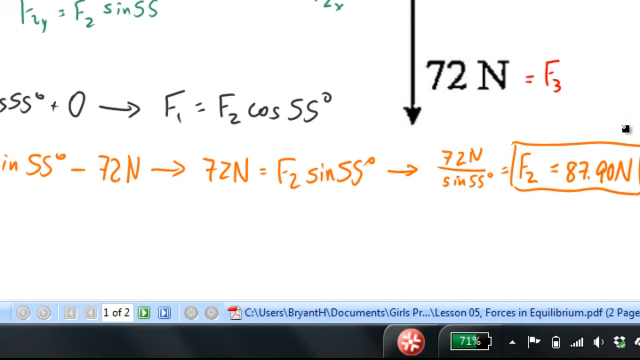 F₂y = F₂ sin55
₂x
72 N = F₃
os55° + 0 → F₁ = F₂ cos 55°
in 55° - 72N → 72N = F₂ sin55° → 72N / sin55° = F₂ = 87.90N
1 of 2 C:\Users\BryantH\Documents\Girls Pr...\Lesson 05, Forces in Equilibrium.pdf (2 Page
71%